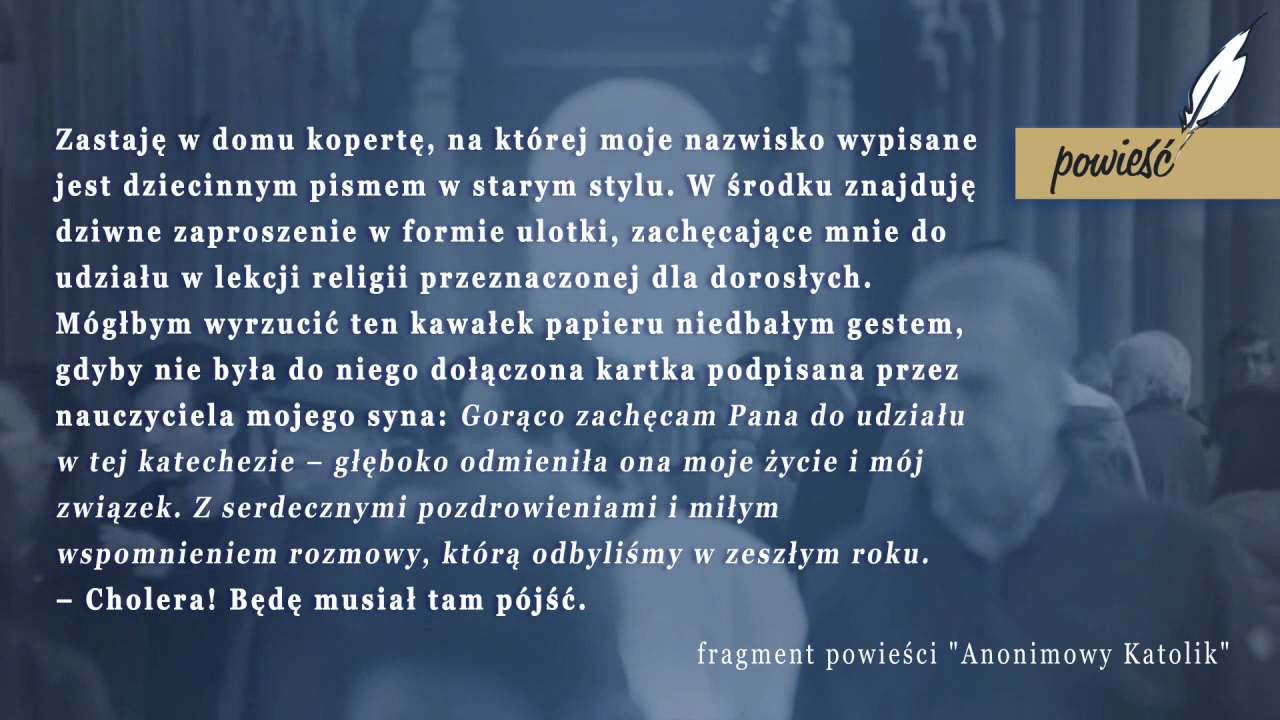 powieść
Zastaję w domu kopertę, na której moje nazwisko wypisane
jest dziecinnym pismem w starym stylu. W środku znajduję
dziwne zaproszenie w formie ulotki, zachęcające mnie do
udziału w lekcji religii przeznaczonej dla dorosłych.
Mógłbym wyrzucić ten kawałek papieru niedbałym gestem,
gdyby nie była do niego dołączona kartka podpisana przez
nauczyciela mojego syna: Gorąco zachęcam Pana do udziału
w tej katechezie – głęboko odmieniła ona moje życie i mój
związek. Z serdecznymi pozdrowieniami i miłym
wspomnieniem rozmowy, którą odbyliśmy w zeszłym roku.
– Cholera! Będę musiał tam pójść.
fragment powieści "Anonimowy Katolik"